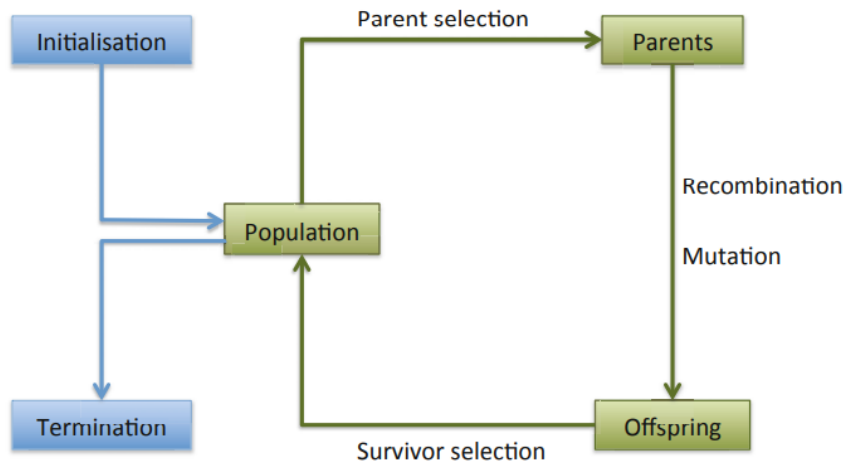 Parent selection
Initialisation
Parents
Recombination
Population
Mutation
Termination
Offspring
Survivor selection